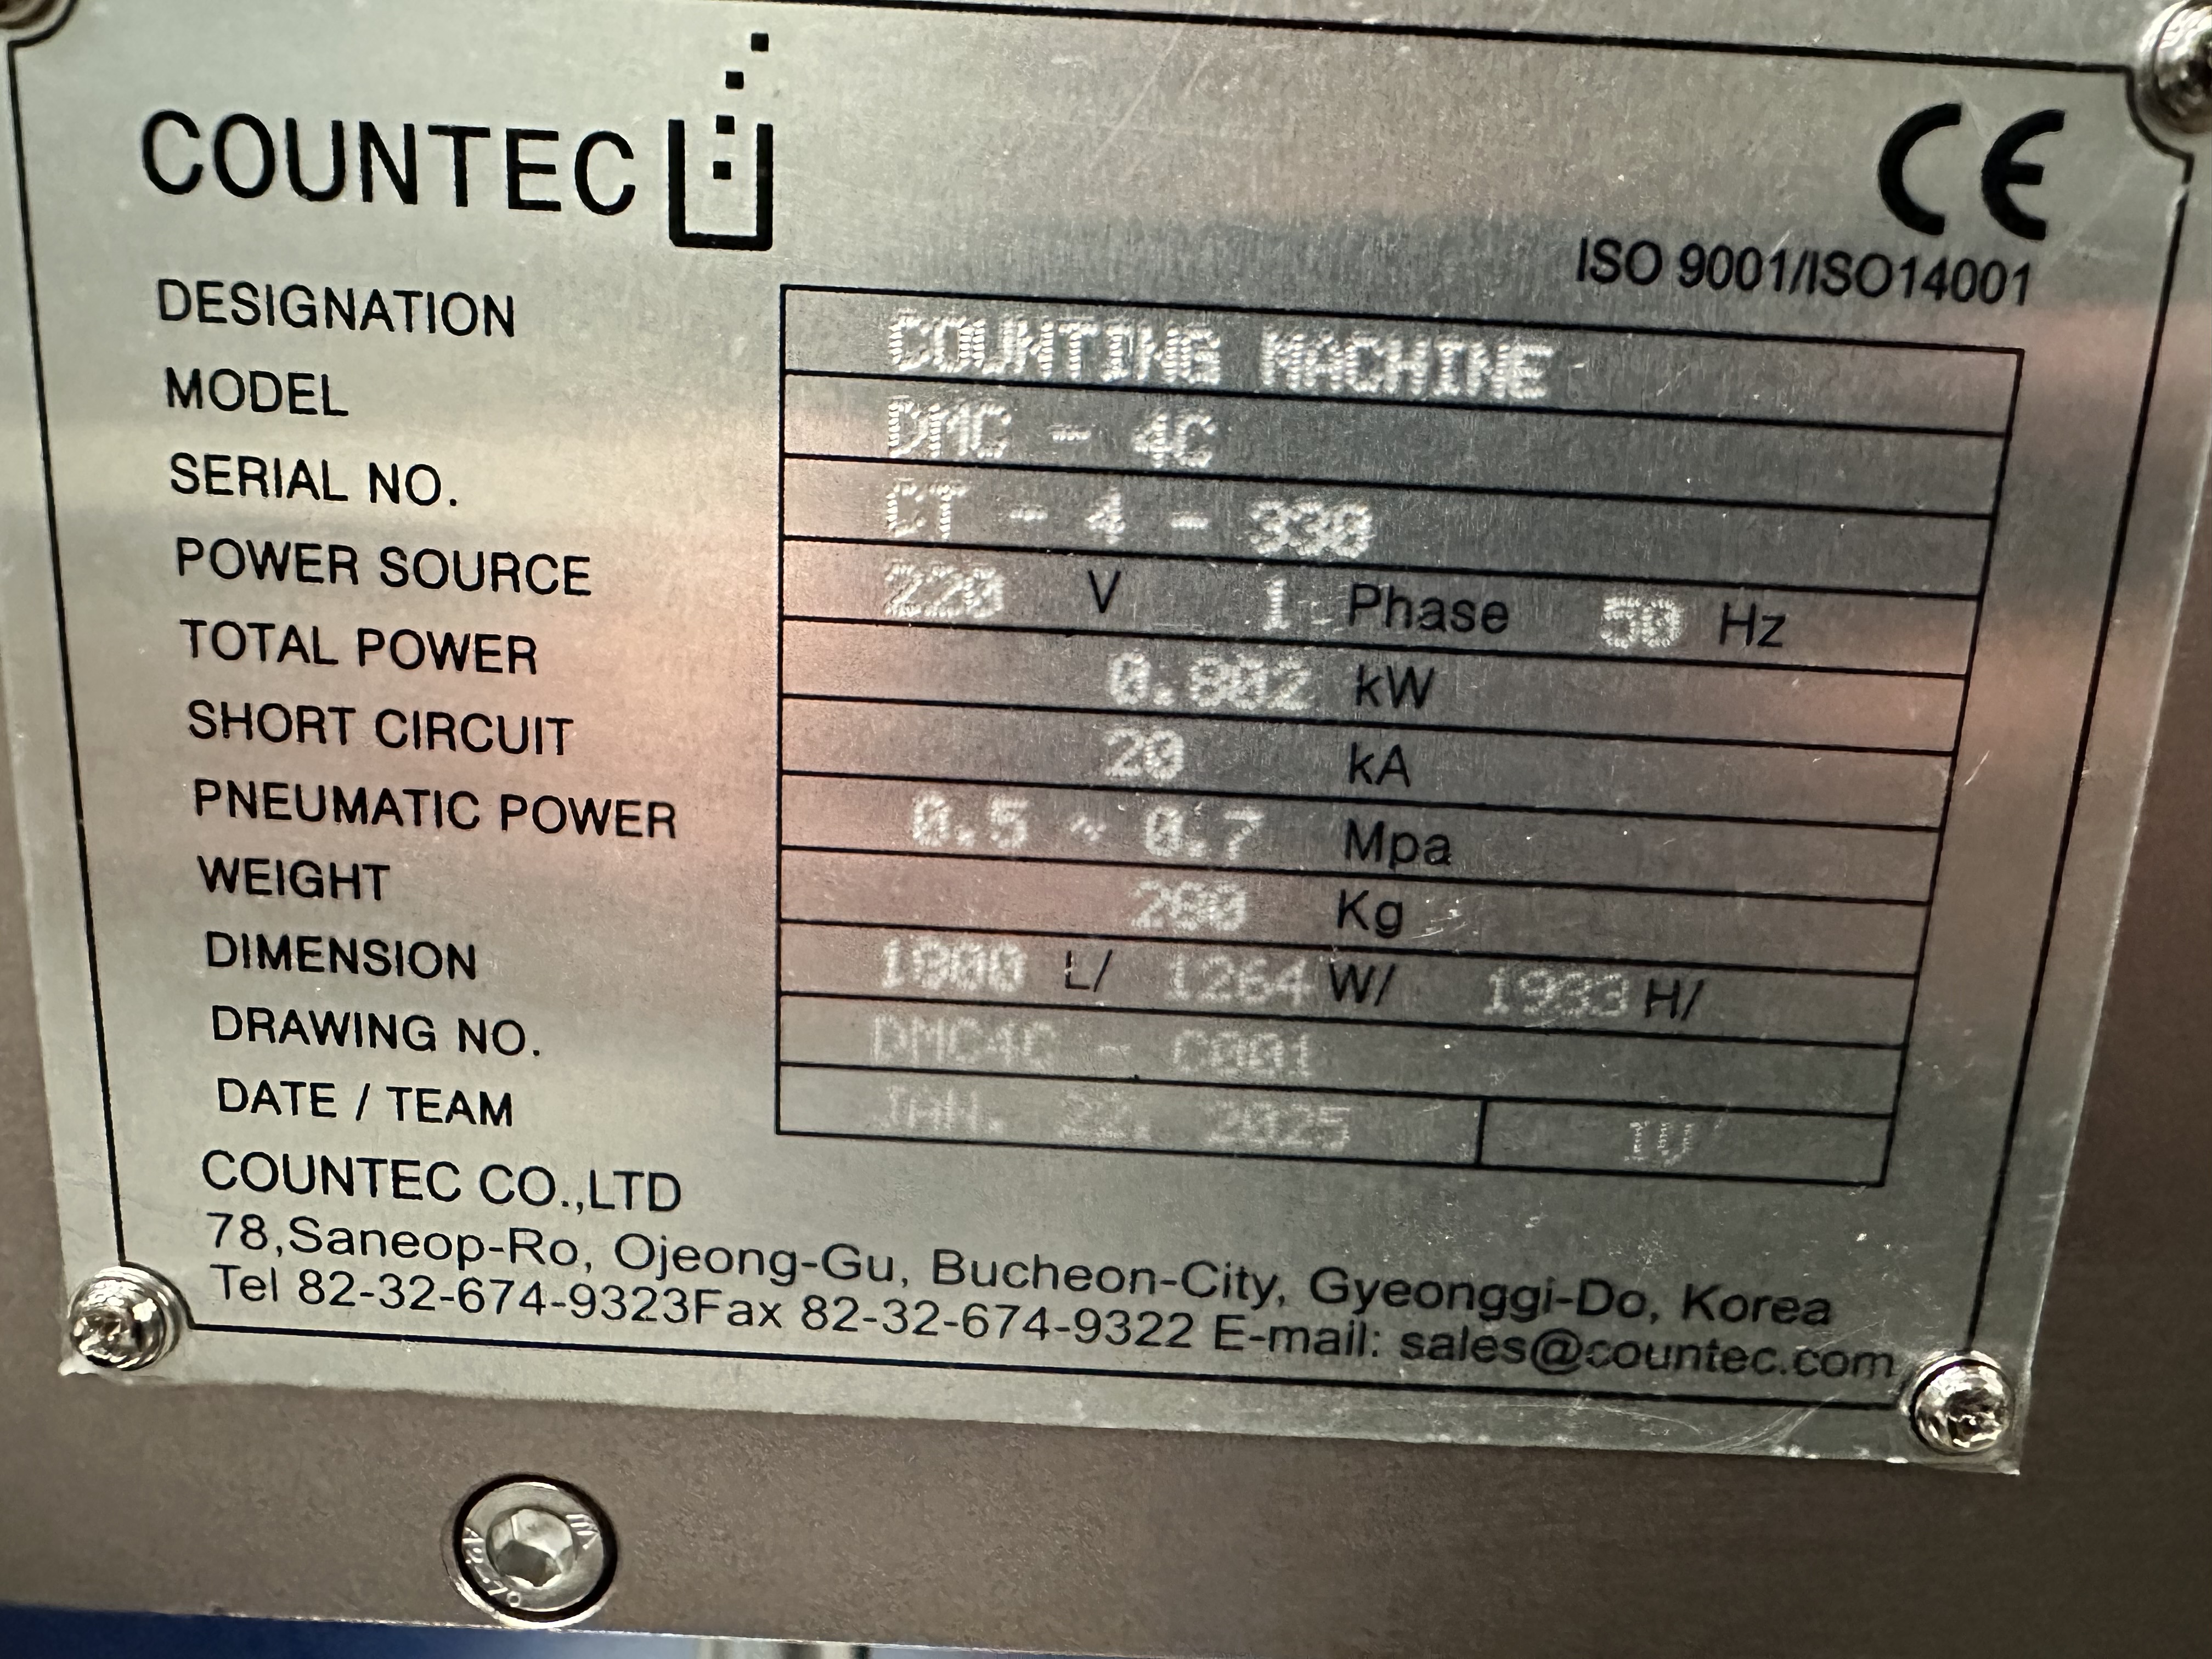 COUNTEC
CE
ISO 9001/ISO14001
DESIGNATION COUNTING MACHINE
MODEL DMC - 4C
SERIAL NO. CT - 4 - 330
POWER SOURCE 220 V 1 Phase 50 Hz
TOTAL POWER 0.802 kW
SHORT CIRCUIT 20 kA
PNEUMATIC POWER 0.5 ~ 0.7 Mpa
WEIGHT 280 Kg
DIMENSION L/ 1264 W/ 1933 H/
DRAWING NO. DMC4C - C001
DATE / TEAM JAN. 22. 2025
COUNTEC CO.,LTD
78,Saneop-Ro, Ojeong-Gu, Bucheon-City, Gyeonggi-Do, Korea
Tel 82-32-674-9323Fax 82-32-674-9322 E-mail: sales@countec.com